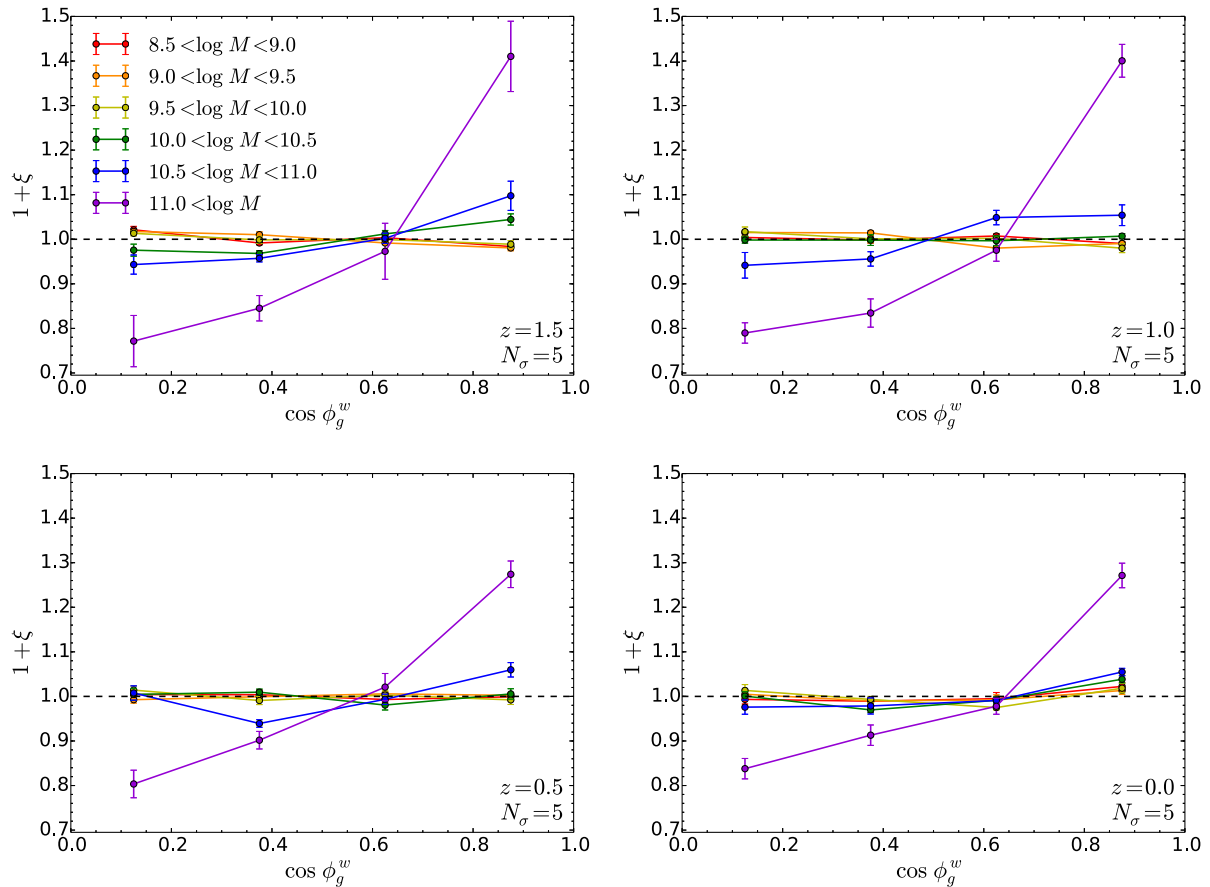 1.5
1.4
1.3
1.2
1.1
1.0
0.9
0.8
0.7
1+ξ
8.5<log M<9.0
9.0<log M<9.5
9.5<log M<10.0
10.0<log M<10.5
10.5<log M<11.0
11.0<log M
z=1.5
N_σ=5
0.0 0.2 0.4 0.6 0.8 1.0
cos ϕ_g^w
1.5
1.4
1.3
1.2
1.1
1.0
0.9
0.8
0.7
1+ξ
z=1.0
N_σ=5
0.0 0.2 0.4 0.6 0.8 1.0
cos ϕ_g^w
1.5
1.4
1.3
1.2
1.1
1.0
0.9
0.8
0.7
1+ξ
z=0.5
N_σ=5
0.0 0.2 0.4 0.6 0.8 1.0
cos ϕ_g^w
1.5
1.4
1.3
1.2
1.1
1.0
0.9
0.8
0.7
1+ξ
z=0.0
N_σ=5
0.0 0.2 0.4 0.6 0.8 1.0
cos ϕ_g^w